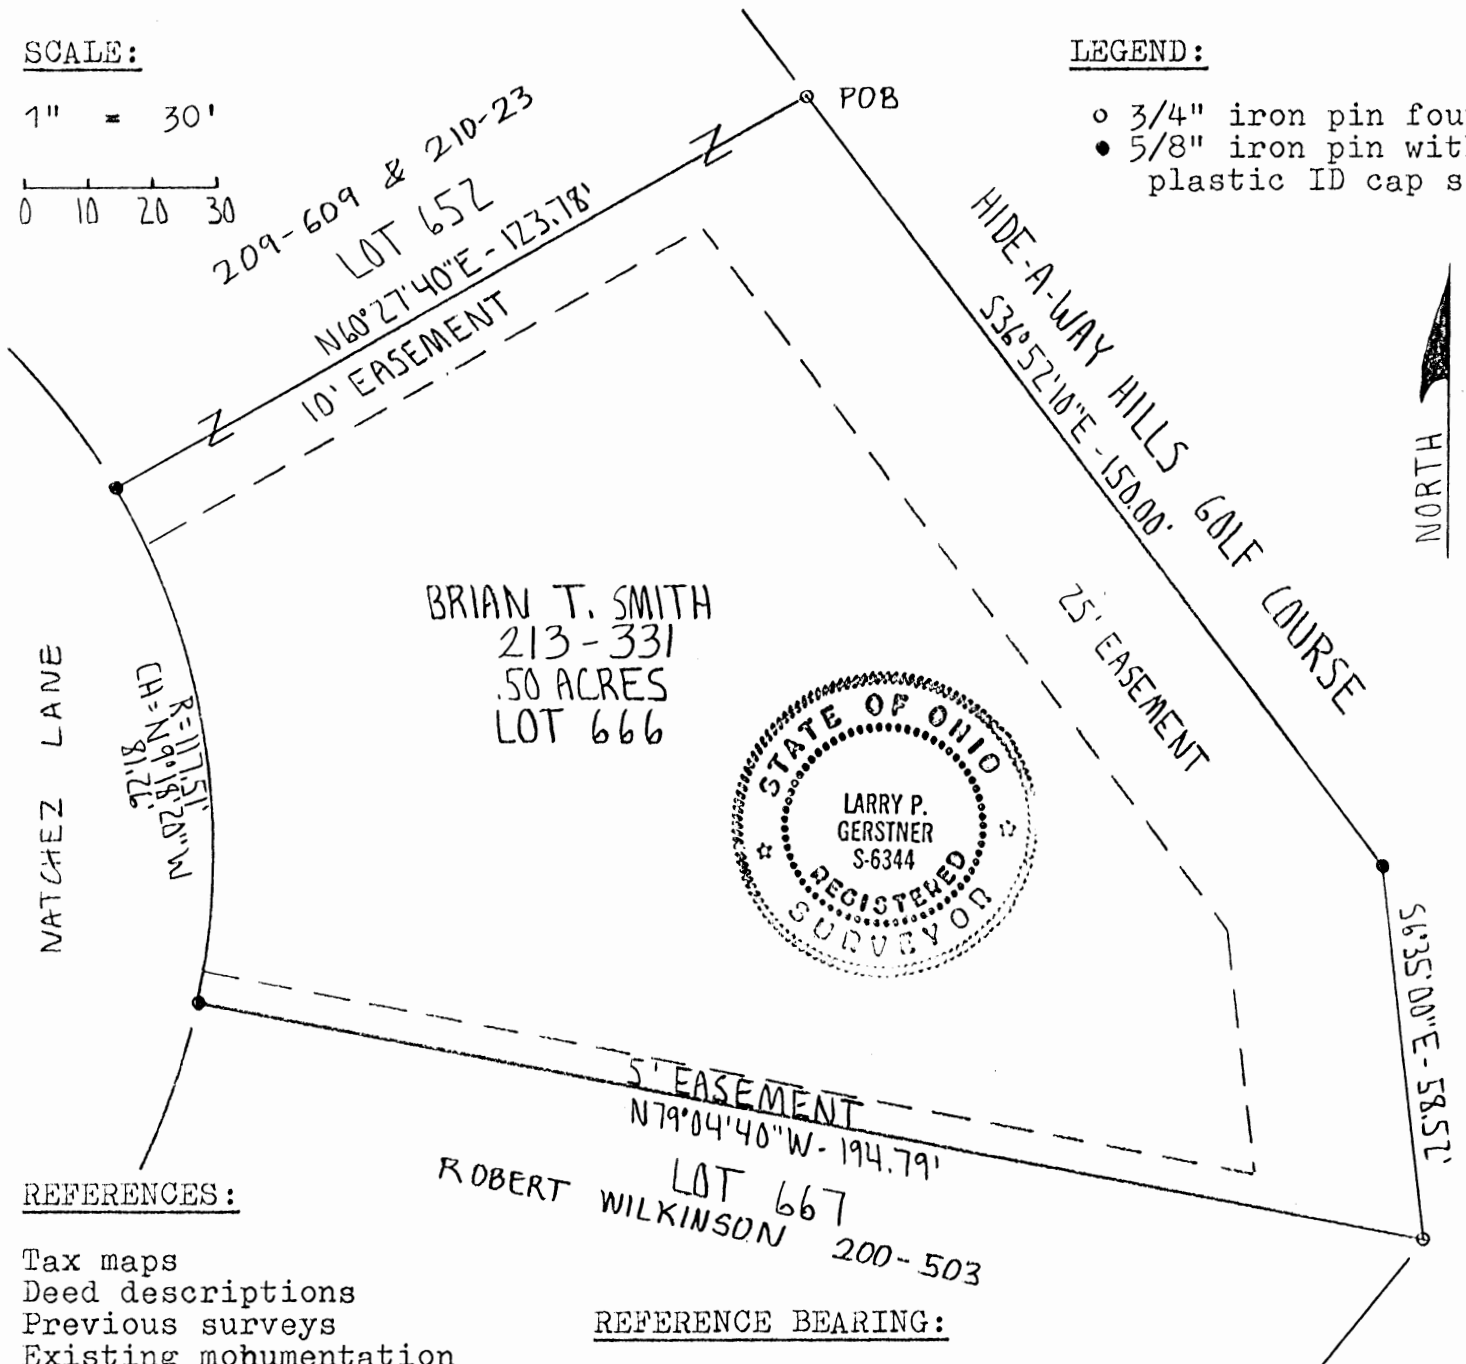 SCALE:
1" = 30'
0 10 20 30
LEGEND:
3/4" iron pin fou
5/8" iron pin wit
plastic ID cap s
POB
209-609 & 210-23
LOT 652
N60°27'40"E - 123.78'
10' EASEMENT
HIDE-A-WAY HILLS GOLF COURSE
S36°52'10"E - 150.00'
NORTH
25' EASEMENT
BRIAN T. SMITH
213-331
.50 ACRES
LOT 666
NATCHEZ LANE
R=117.51'
CH=N9°18'20"W
92.18'
STATE OF OHIO
LARRY P.
GERSTNER
S-6344
REGISTERED
SURVEYOR
S6°35'00"E - 58.52'
5' EASEMENT
N79°04'40"W - 194.79'
LOT 667
ROBERT WILKINSON 200-503
REFERENCES:
Tax maps
Deed descriptions
Previous surveys
Existing mohumentation
REFERENCE BEARING: